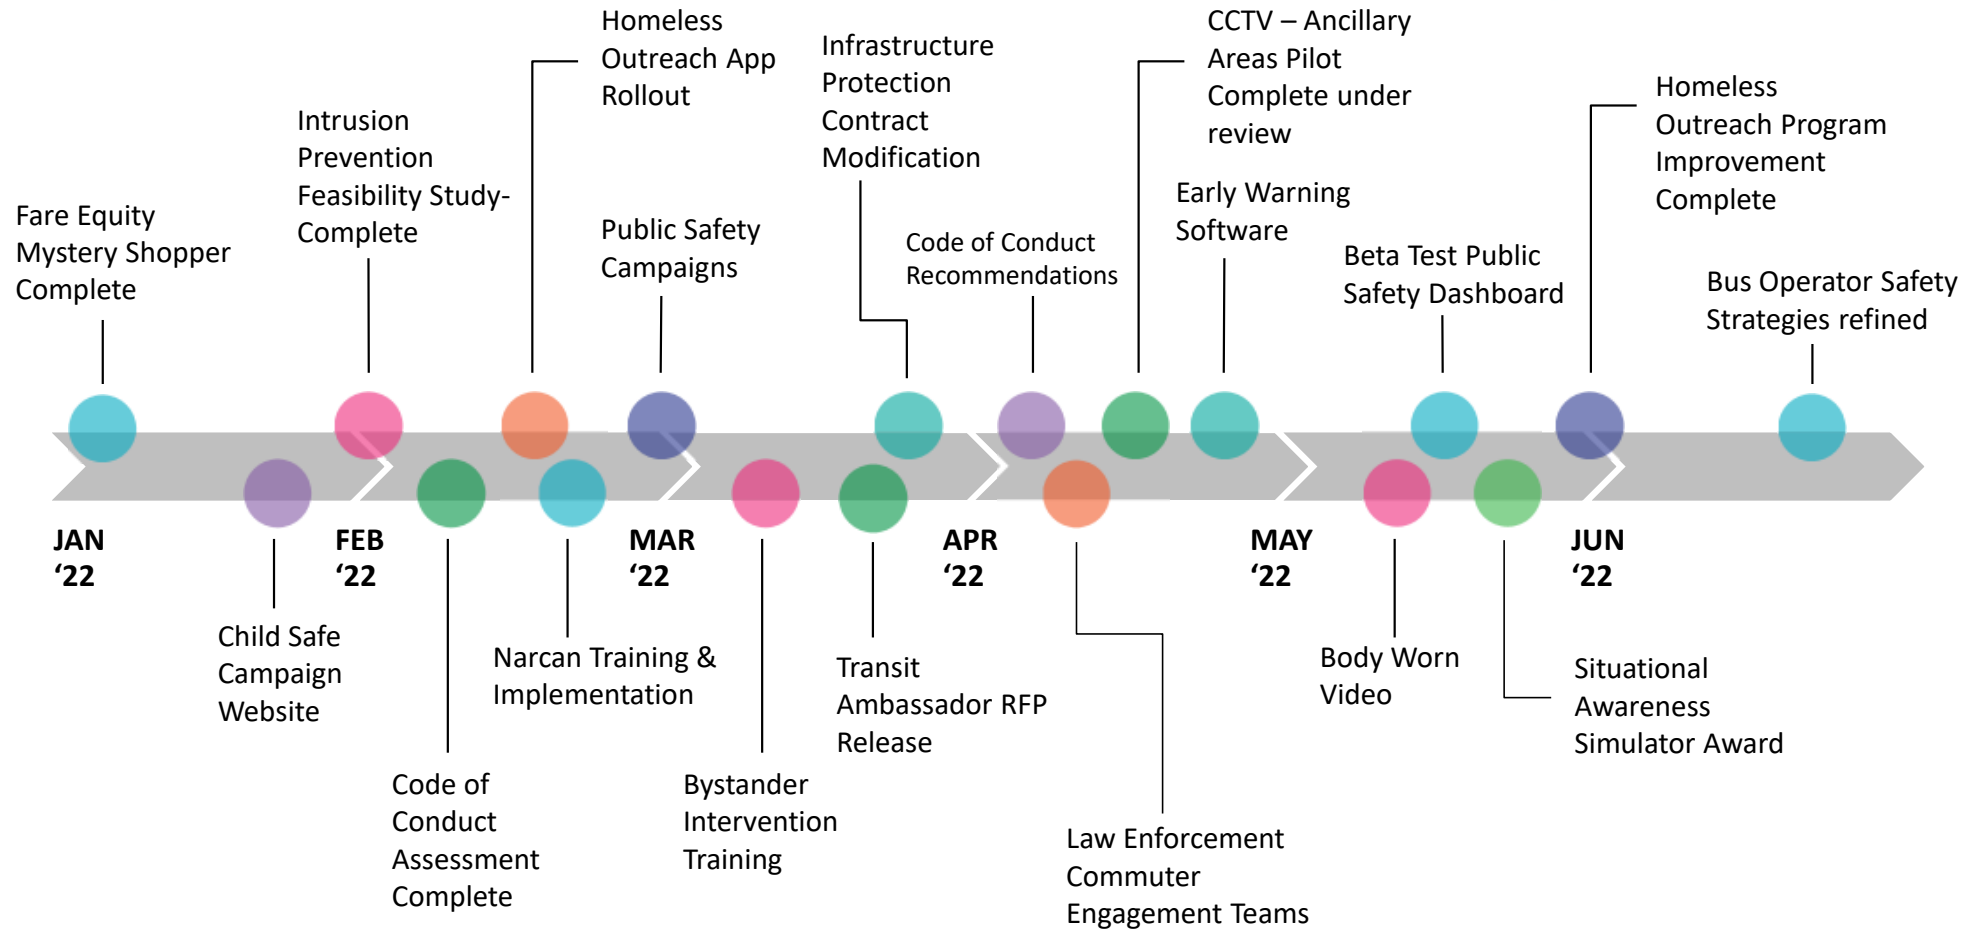 Homeless
Outreach App
Rollout
CCTV – Ancillary
Areas Pilot
Complete under
review
Infrastructure
Protection
Contract
Modification
Homeless
Outreach Program
Improvement
Complete
Intrusion
Prevention
Feasibility Study-
Complete
Early Warning
Software
Fare Equity
Mystery Shopper
Complete
Public Safety
Campaigns
Code of Conduct
Recommendations
Beta Test Public
Safety Dashboard
Bus Operator Safety
Strategies refined
JAN
‘22
FEB
‘22
MAR
‘22
APR
‘22
MAY
‘22
JUN
‘22
Child Safe
Campaign
Website
Narcan Training &
Implementation
Transit
Ambassador RFP
Release
Body Worn
Video
Situational
Awareness
Simulator Award
Code of
Conduct
Assessment
Complete
Bystander
Intervention
Training
Law Enforcement
Commuter
Engagement Teams